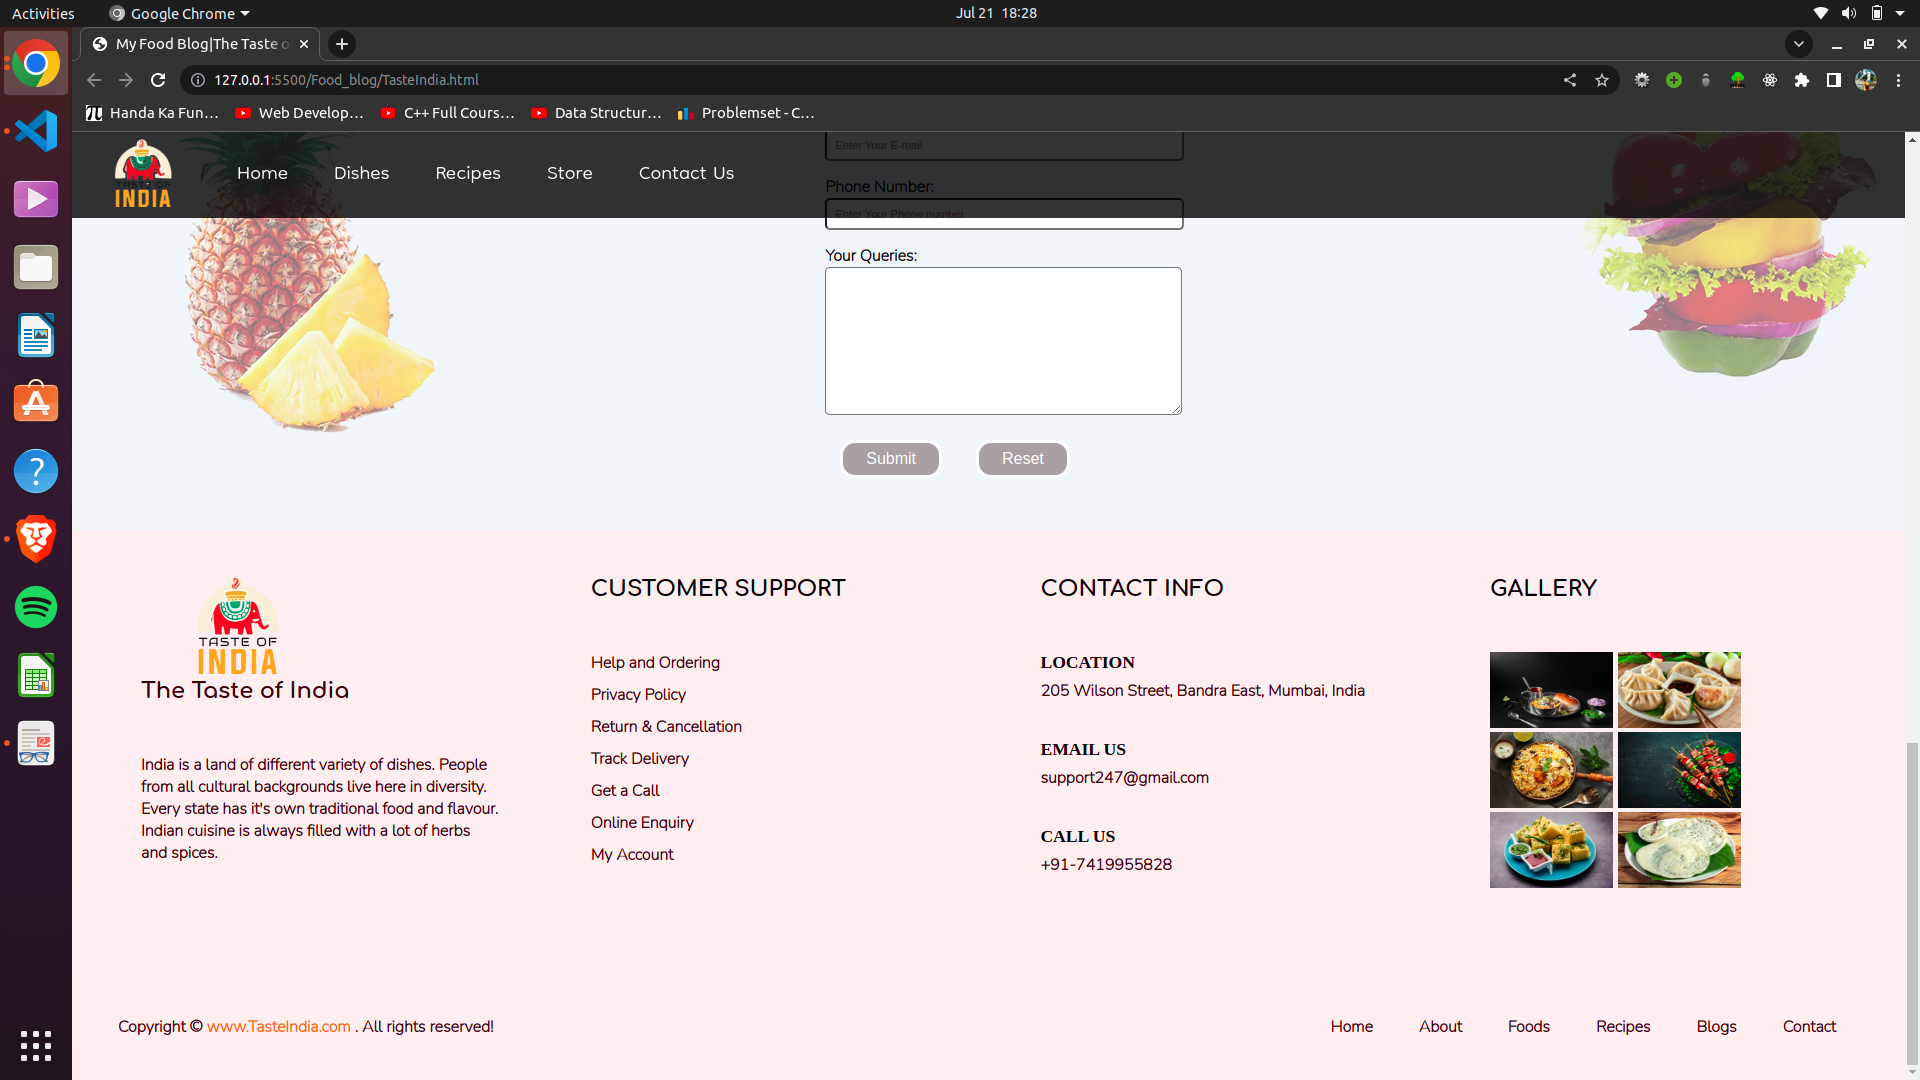 Activities
Google Chrome
Jul 21 18:28
My Food Blog|The Taste o
127.0.0.1:5500/Food_blog/TasteIndia.html
Handa Ka Fun…
Web Develop…
C++ Full Cours…
Data Structur…
Problemset - C…
TASTE OF
INDIA
Home
Dishes
Recipes
Store
Contact Us
Enter Your E-mail
Phone Number:
Enter Your Phone number
Your Queries:
Submit
Reset
TASTE OF
INDIA
The Taste of India
India is a land of different variety of dishes. People
from all cultural backgrounds live here in diversity.
Every state has it's own traditional food and flavour.
Indian cuisine is always filled with a lot of herbs
and spices.
CUSTOMER SUPPORT
Help and Ordering
Privacy Policy
Return & Cancellation
Track Delivery
Get a Call
Online Enquiry
My Account
CONTACT INFO
LOCATION
205 Wilson Street, Bandra East, Mumbai, India
EMAIL US
support247@gmail.com
CALL US
+91-7419955828
GALLERY
Copyright © www.TasteIndia.com . All rights reserved!
Home
About
Foods
Recipes
Blogs
Contact